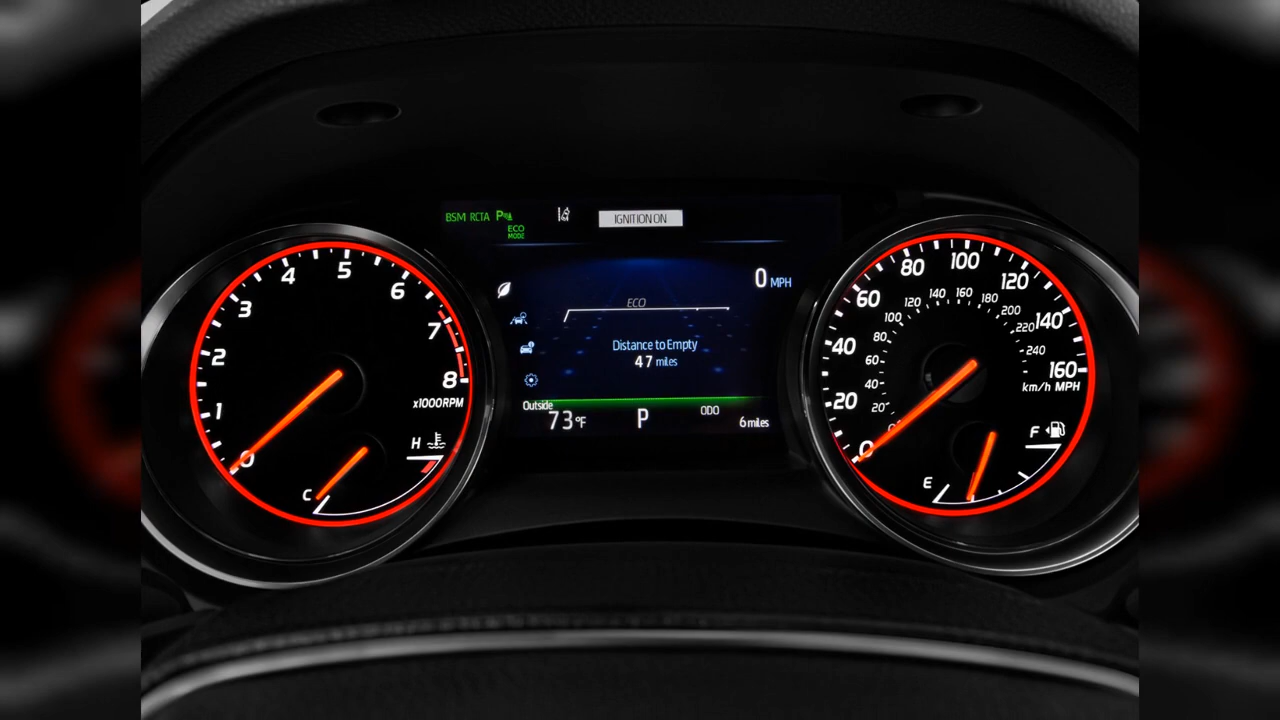 BSM RCTA P
ECO
MODE
IGNITION ON
0 MPH
ECO
Distance to Empty
47 miles
Outside
73°F
P
ODO
6 miles
0
1
2
3
4
5
6
7
8
x1000RPM
H
C
0
20
40
60
80
100
120
140
160
20
40
60
80
100
120
140
160
180
200
220
240
km/h MPH
F
E